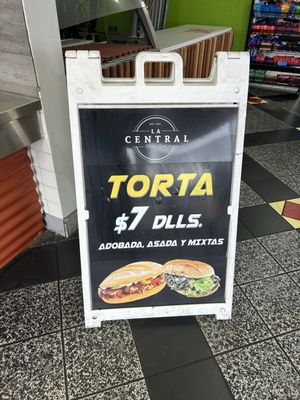 LA
CENTRAL
TORTA
$7 DLLS.
ADOBADA, ASADA Y MIXTAS